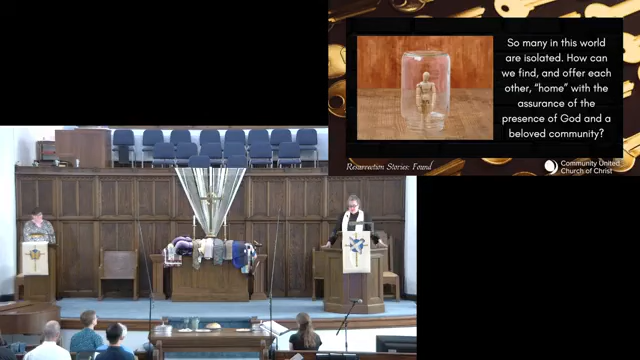 So many in this world
are isolated. How can
we find, and offer each
other, “home” with the
assurance of the
presence of God and a
beloved community?
Resurrection Stories: Found
Community United
Church of Christ